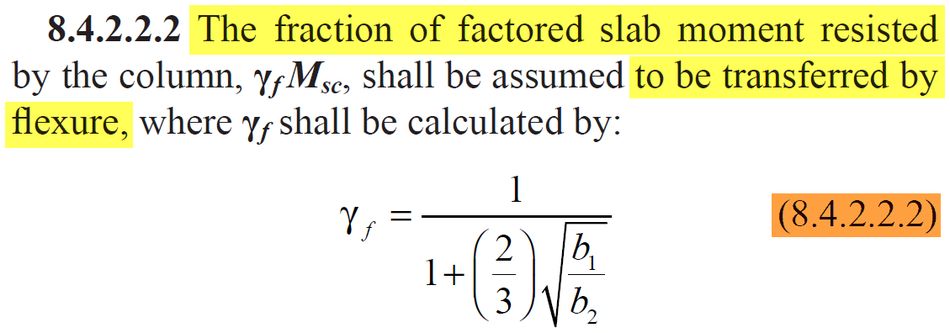 8.4.2.2.2 The fraction of factored slab moment resisted
by the column, γfMsc, shall be assumed to be transferred by
flexure, where γf shall be calculated by:
γf = 1 / (1+(2/3)√(b1/b2)) (8.4.2.2.2)